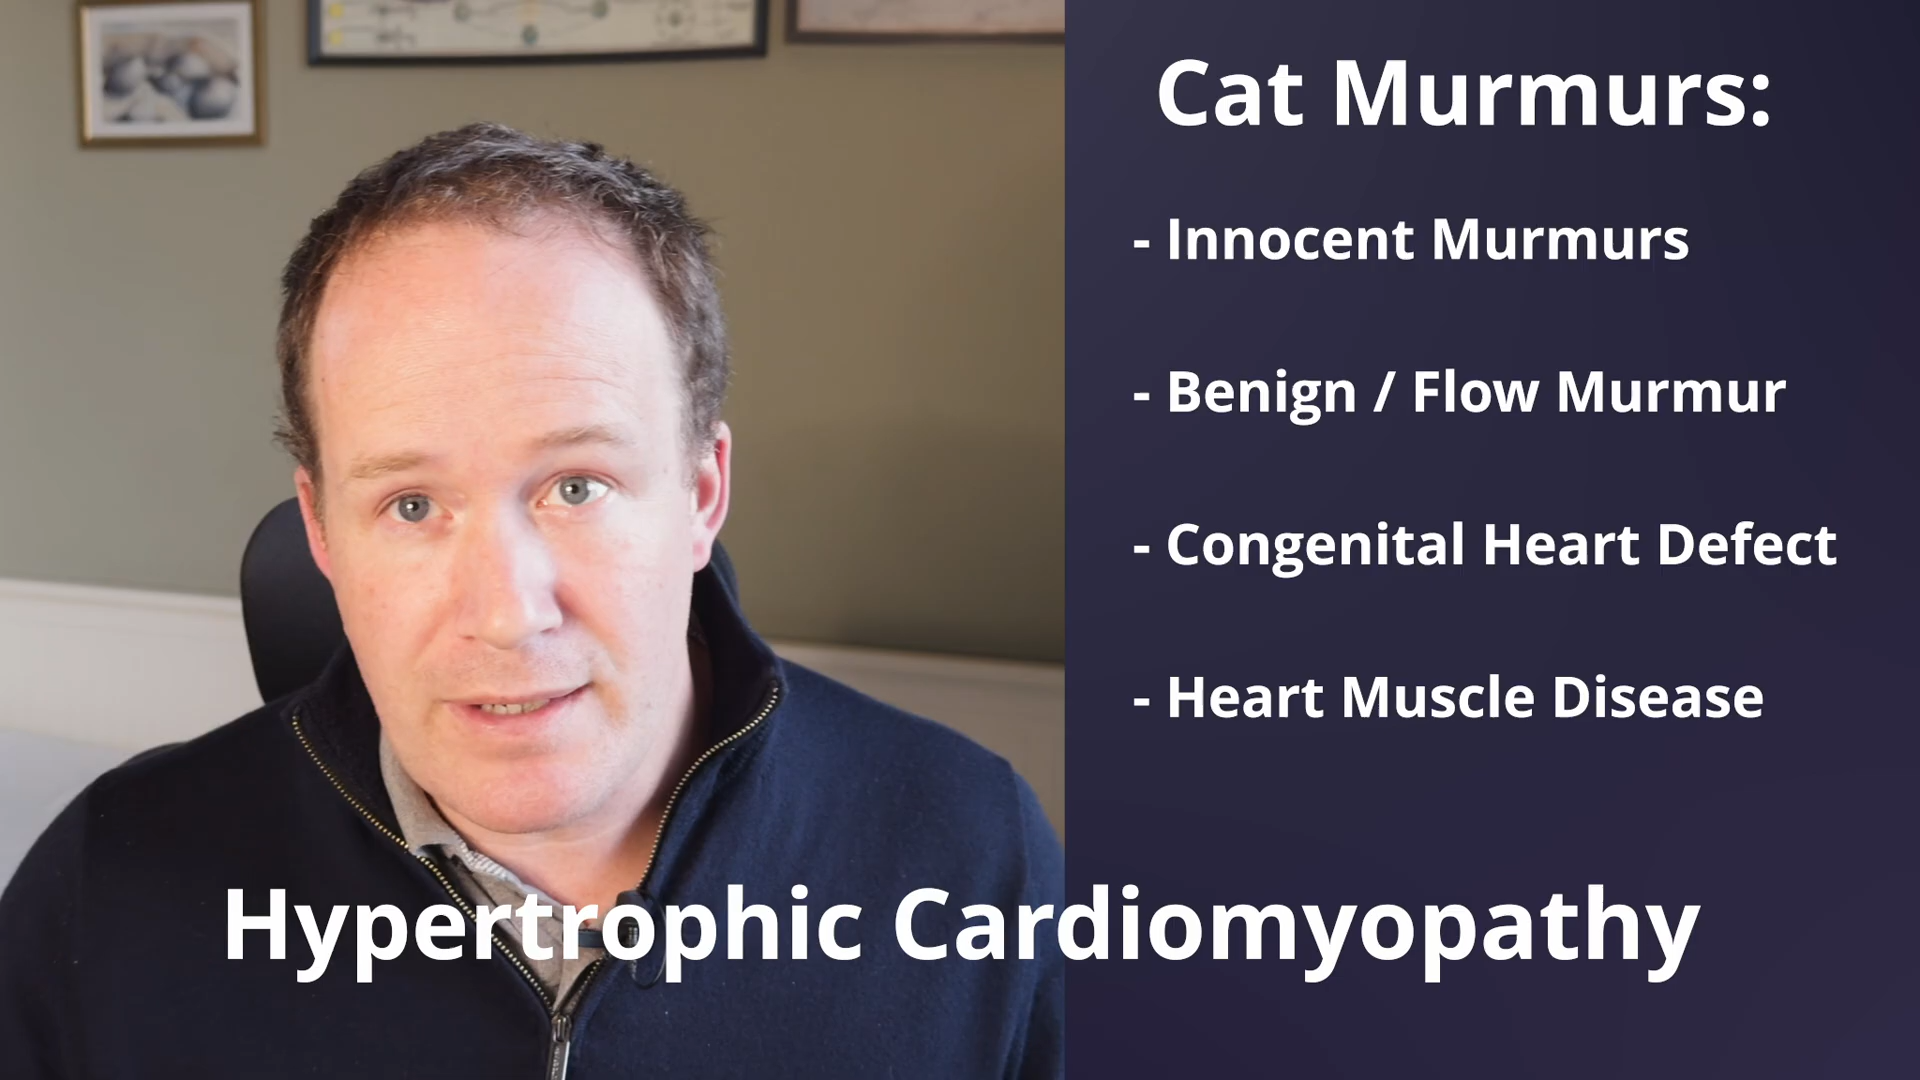 Cat Murmurs:
- Innocent Murmurs
- Benign / Flow Murmur
- Congenital Heart Defect
- Heart Muscle Disease
Hypertrophic Cardiomyopathy